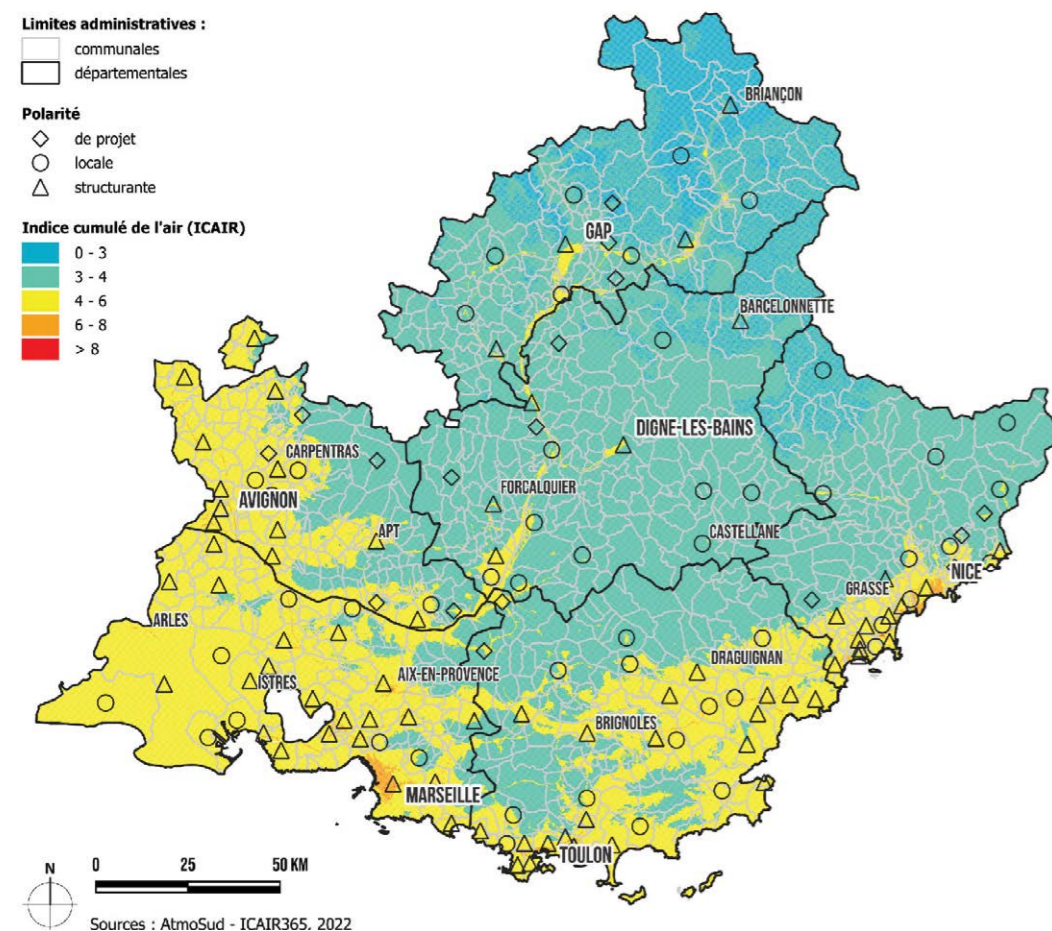 Limites administratives :
communales
départementales
Polarité
de projet
locale
structurante
Indice cumulé de l'air (ICAIR)
0 - 3
3 - 4
4 - 6
6 - 8
> 8
BRIANÇON
GAP
BARCELONNETTE
DIGNE-LES-BAINS
CARPENTRAS
FORCALQUIER
AVIGNON
APT
CASTELLANE
NICE
GRASSE
ARLES
DRAGUIGNAN
AIX-EN-PROVENCE
ISTRES
BRIGNOLES
MARSEILLE
TOULON
0 25 50 KM
N
Sources : AtmoSud - ICAIR365, 2022